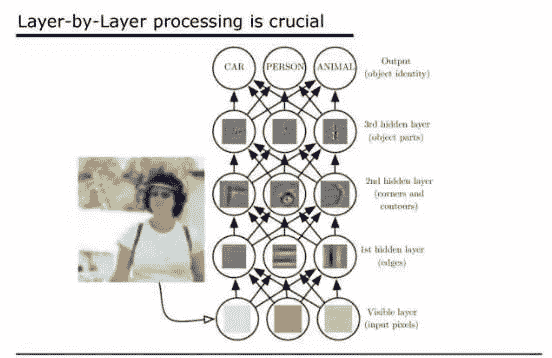 Layer-by-Layer processing is crucial
CAR PERSON ANIMAL
Output
(object identity)
3rd hidden layer
(object parts)
2nd hidden layer
(corners and
contours)
1st hidden layer
(edges)
Visible layer
(input pixels)